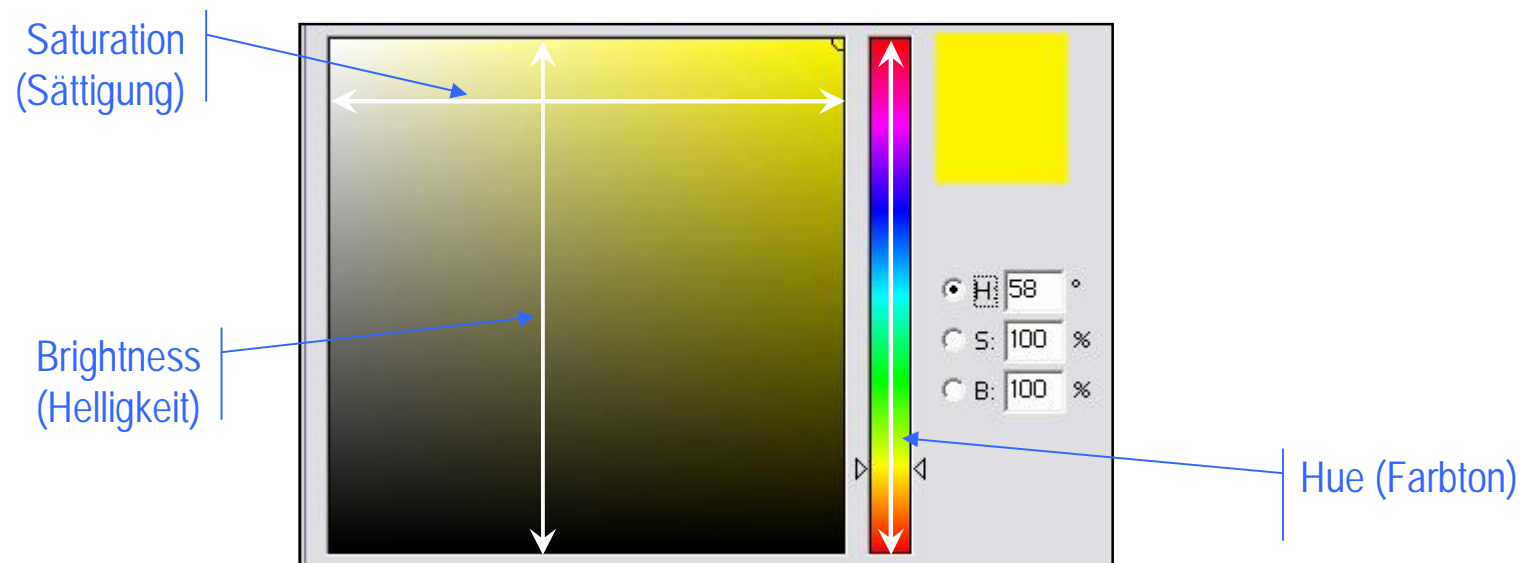 Saturation
(Sättigung)
Brightness
(Helligkeit)
H: 58 °
S: 100 %
B: 100 %
Hue (Farbton)